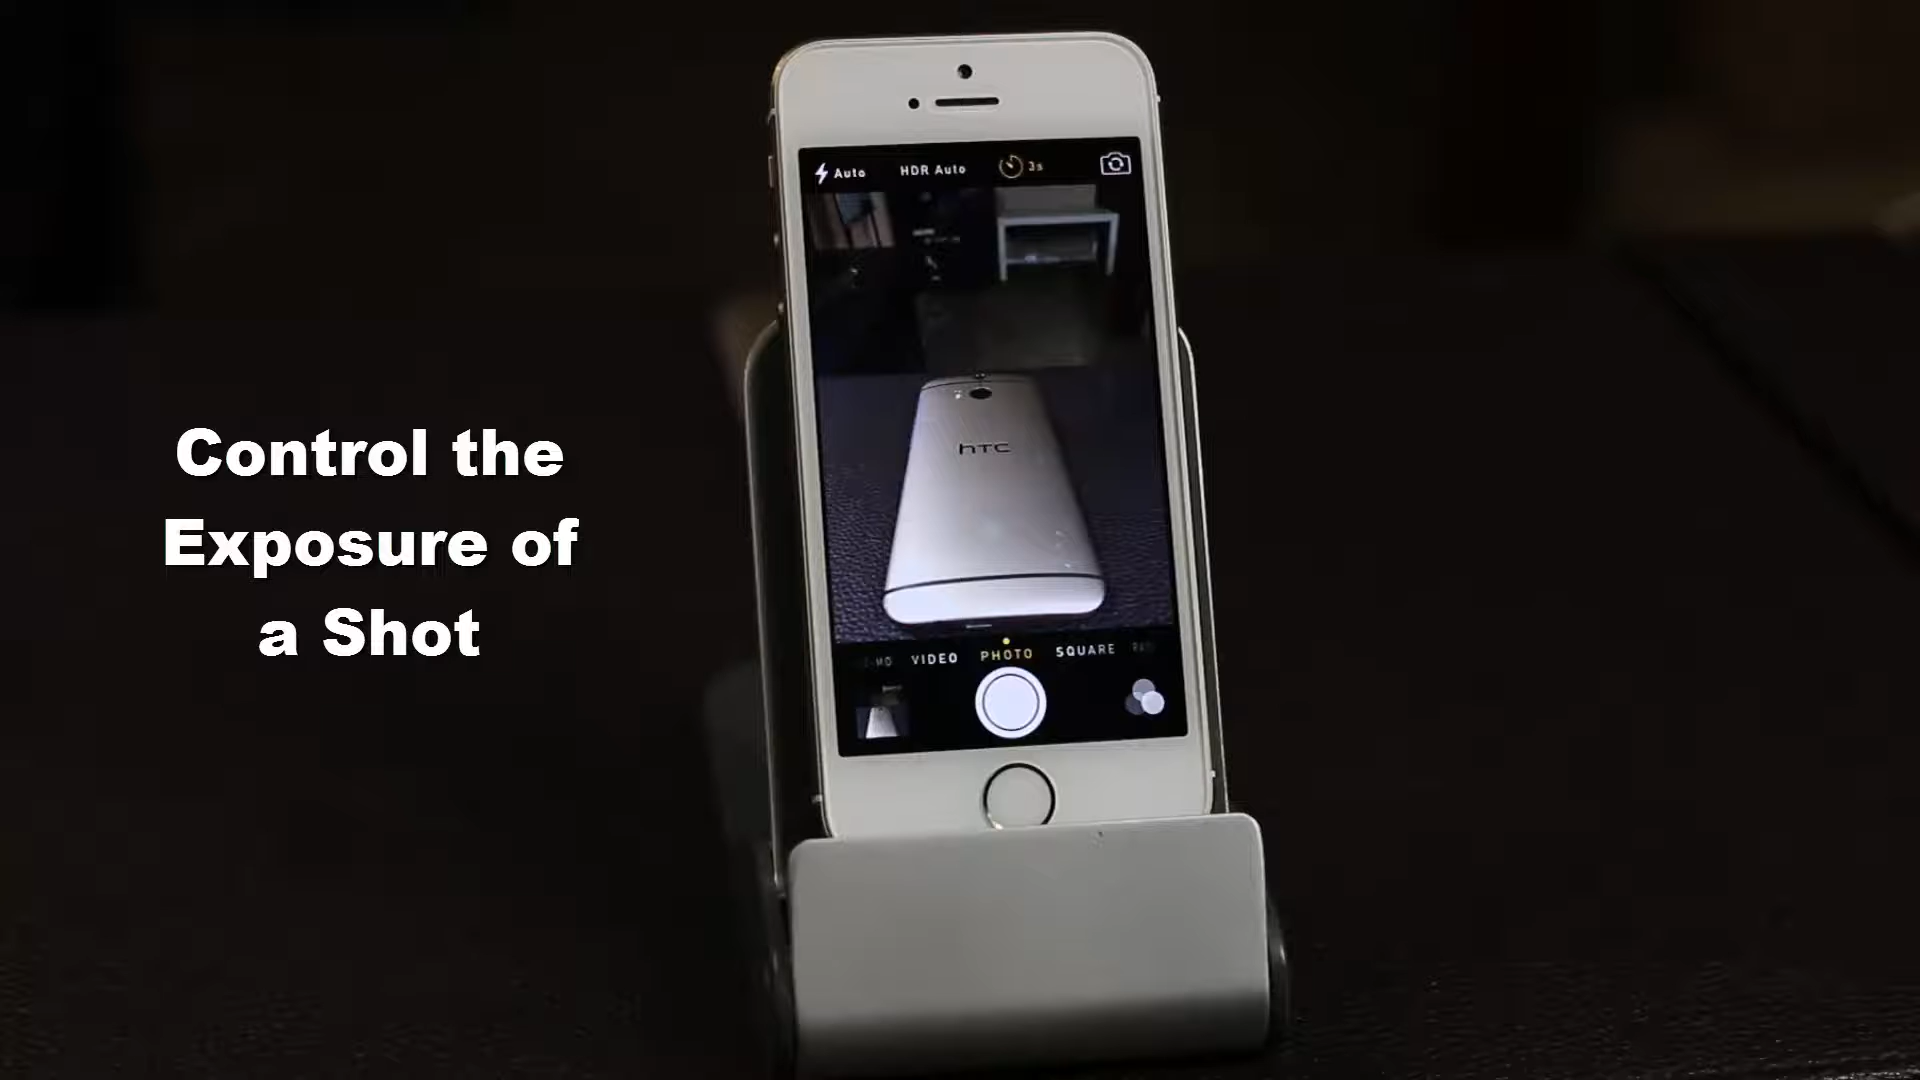 Auto HDR Auto 3s
hTC
Control the
Exposure of
a Shot
VIDEO PHOTO SQUARE